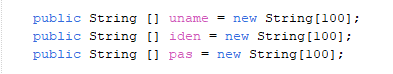 public String [] uname = new String[100];
public String [] iden = new String[100];
public String [] pas = new String[100];